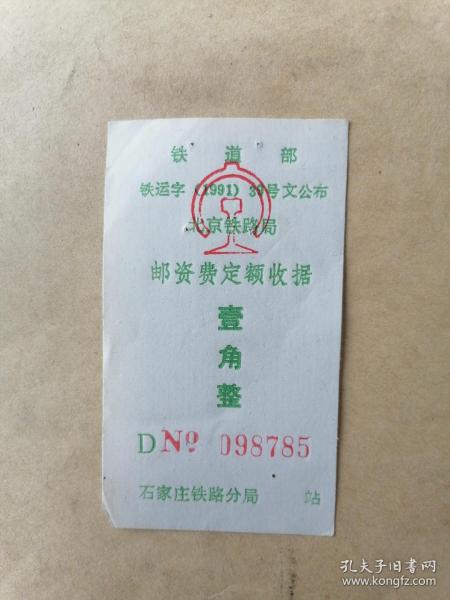 铁道部
铁运字（1991）39号文公布
北京铁路局
邮资费定额收据
壹
角
整
D № 098785
石家庄铁路分局 站
孔夫子旧书网
www.kongfz.com